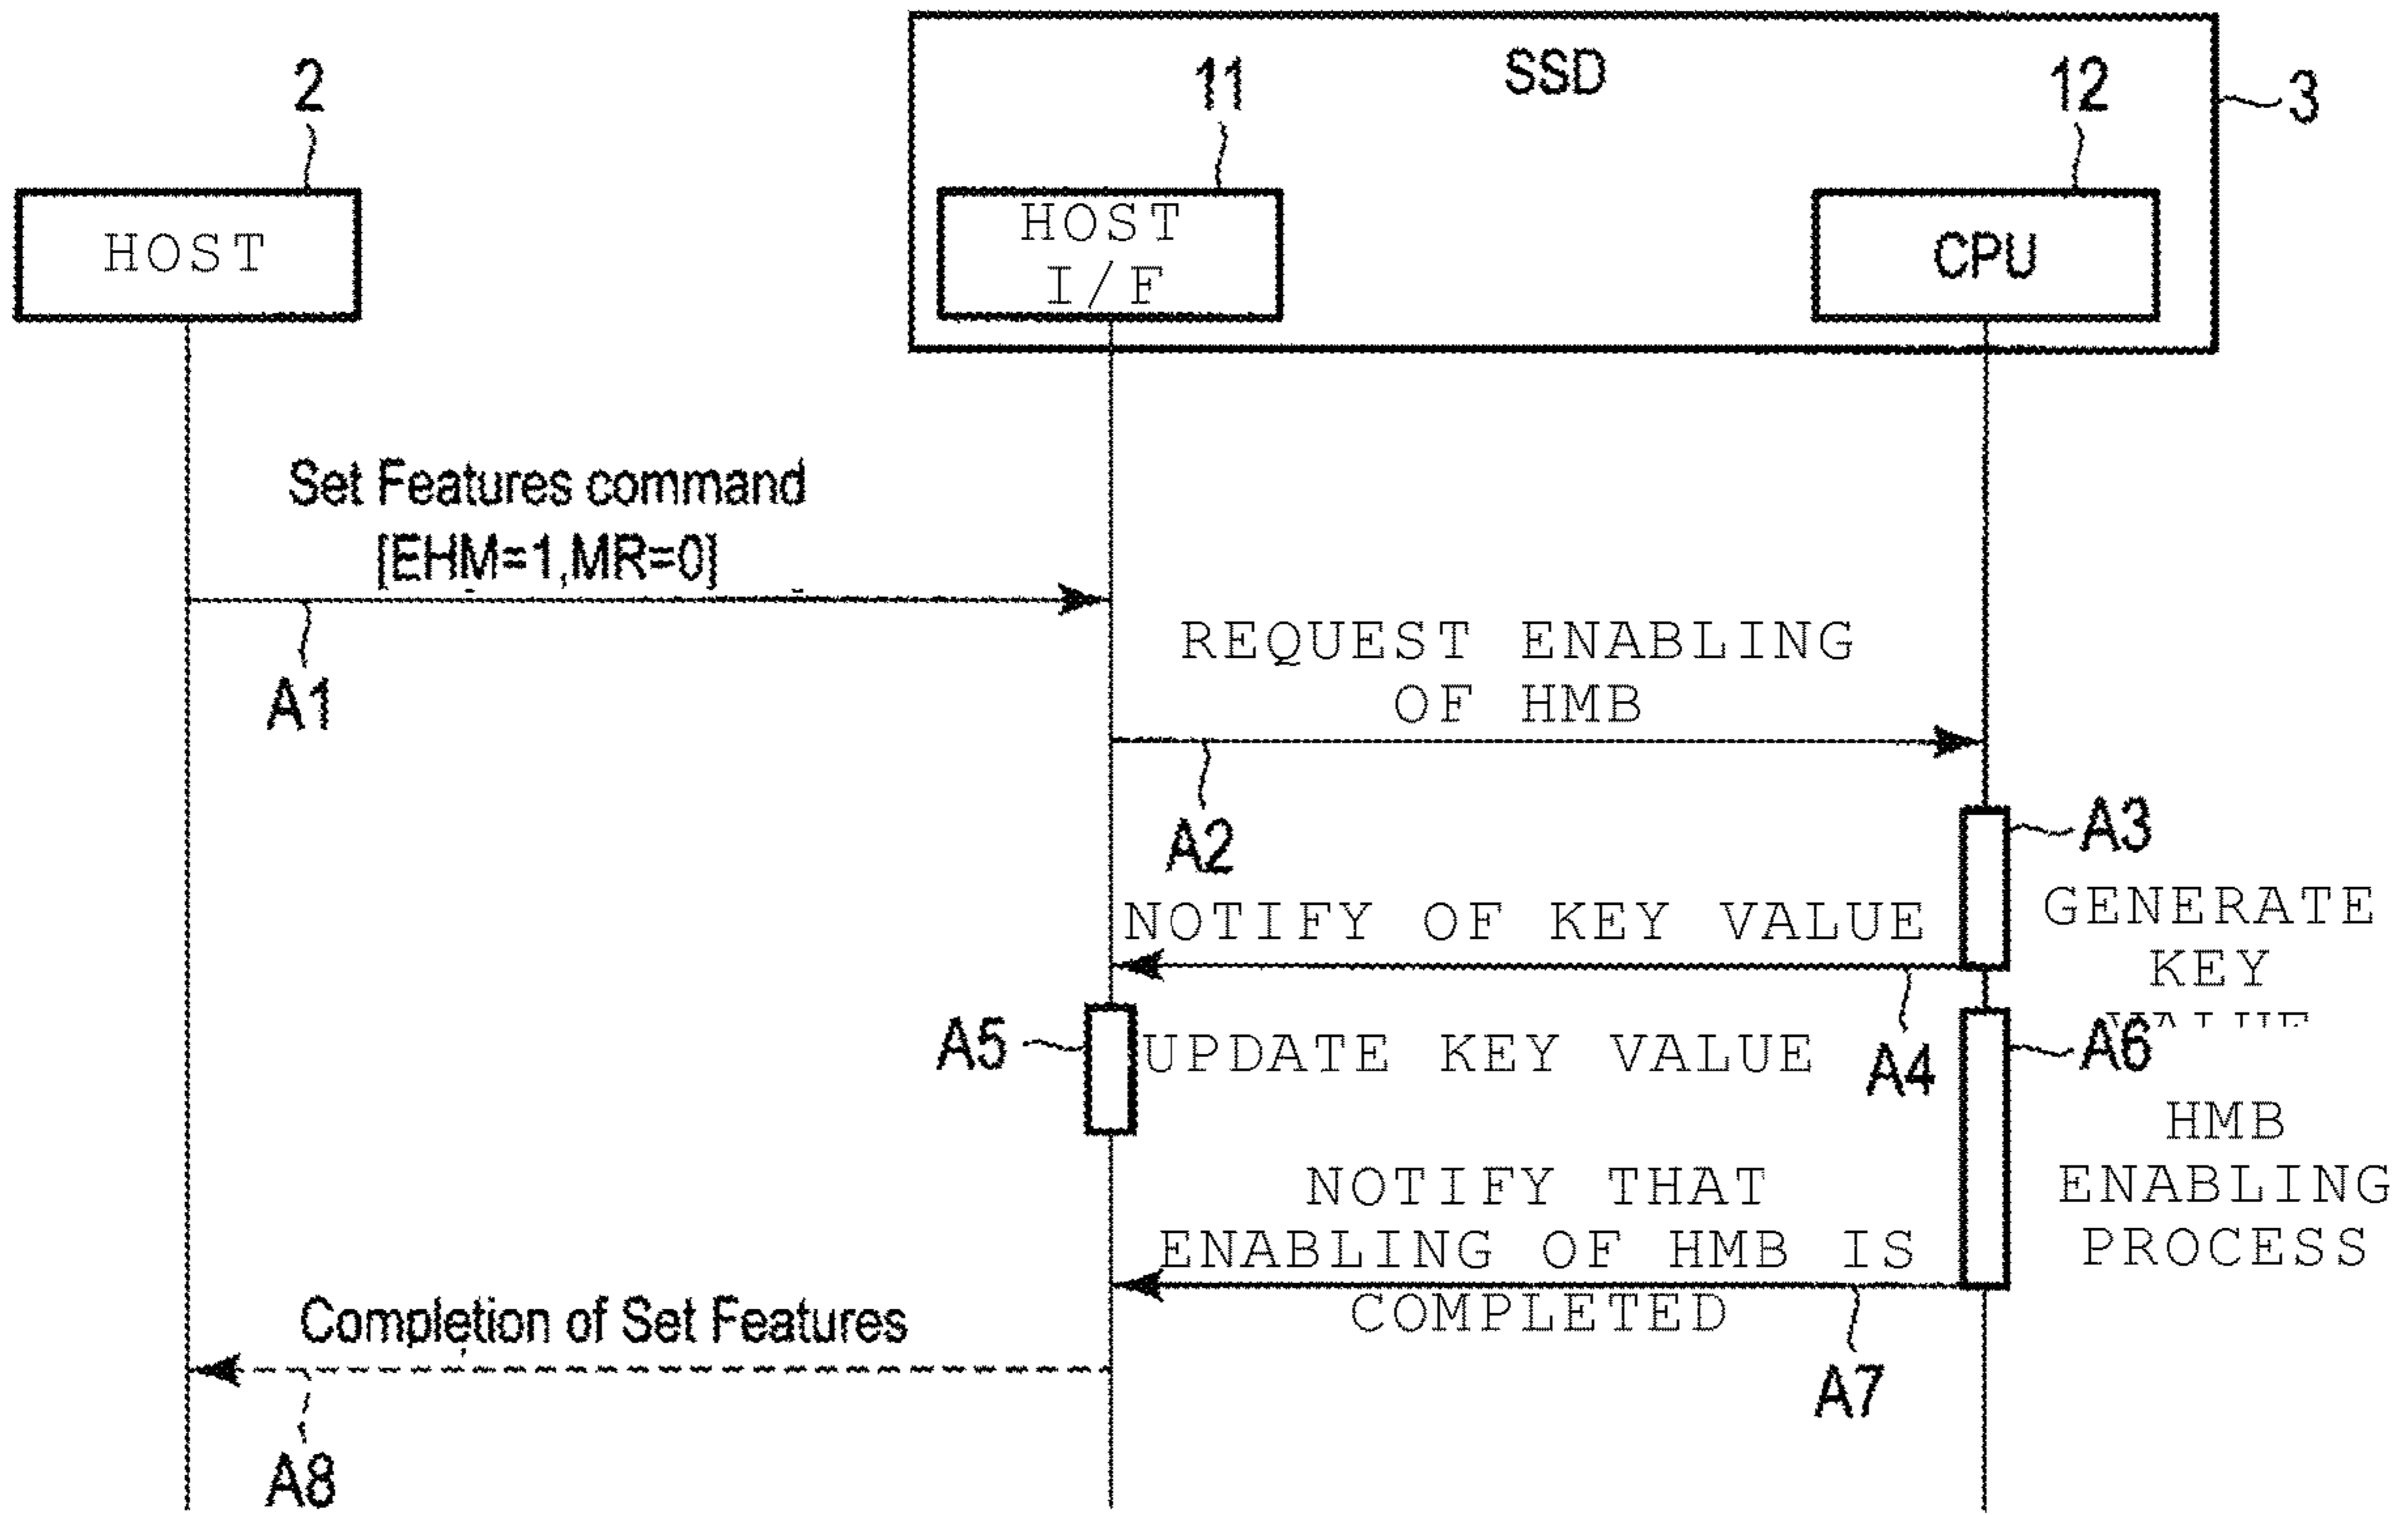 SSD
2
11
12
3
HOST
HOST
I/F
CPU
Set Features command
[EHM=1,MR=0]
A1
REQUEST ENABLING
OF HMB
A2
A3
GENERATE
KEY
VALUE
NOTIFY OF KEY VALUE
A4
A5
UPDATE KEY VALUE
A6
HMB
ENABLING
PROCESS
NOTIFY THAT
ENABLING OF HMB IS
COMPLETED
A7
Completion of Set Features
A8